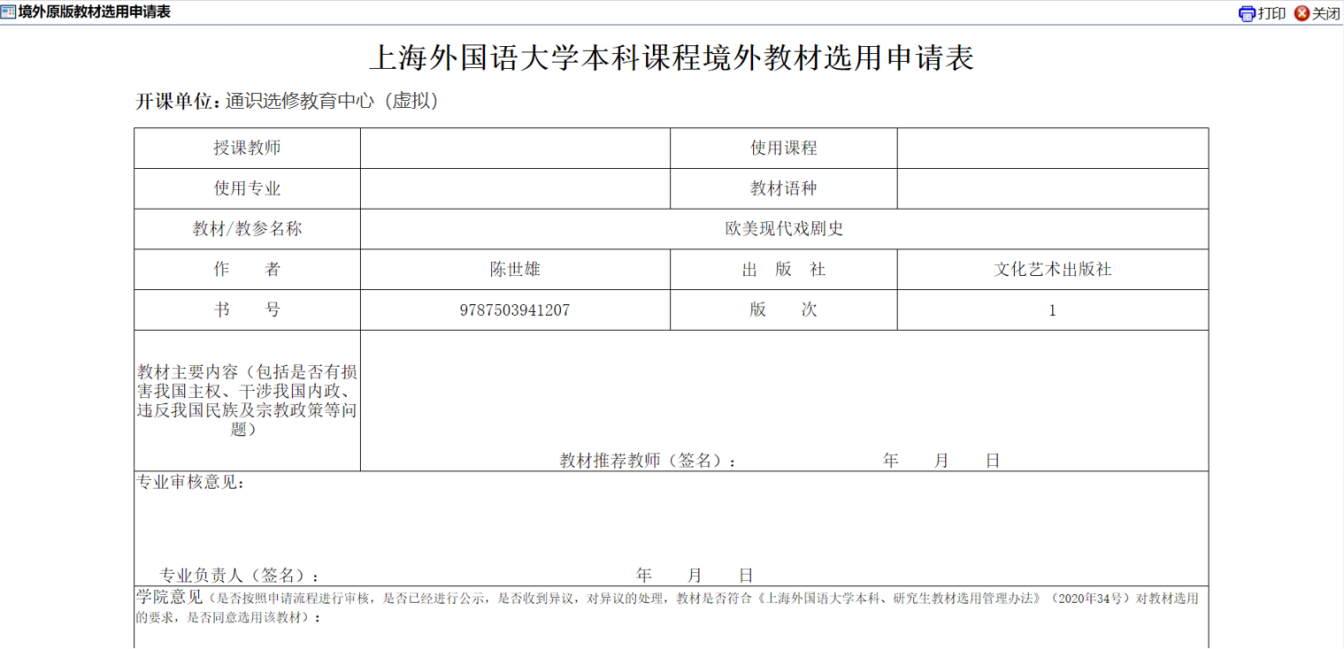 境外原版教材选用申请表 打印 关闭
上海外国语大学本科课程境外教材选用申请表
开课单位：通识选修教育中心（虚拟）
授课教师 使用课程
使用专业 教材语种
教材/教参名称 欧美现代戏剧史
作 者 陈世雄 出 版 社 文化艺术出版社
书 号 9787503941207 版 次 1
教材主要内容（包括是否有损
害我国主权、干涉我国内政、
违反我国民族及宗教政策等问
题）
教材推荐教师（签名）： 年 月 日
专业审核意见：
专业负责人（签名）： 年 月 日
学院意见（是否按照申请流程进行审核，是否已经进行公示，是否收到异议，对异议的处理，教材是否符合《上海外国语大学本科、研究生教材选用管理办法》（2020年34号）对教材选用
的要求，是否同意选用该教材）：